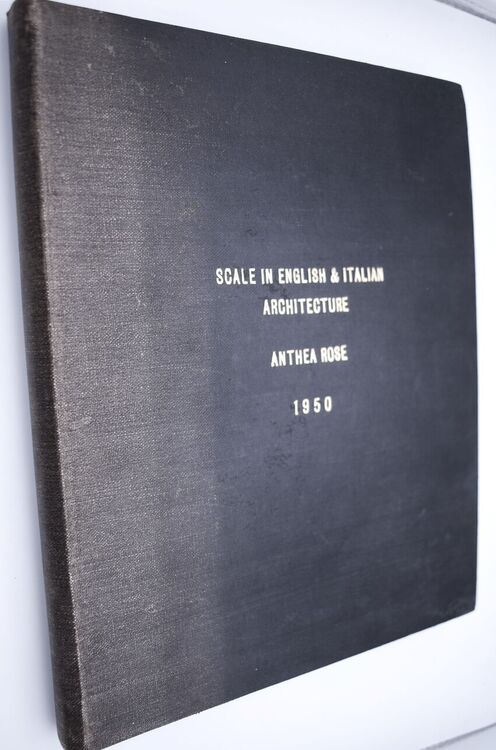 SCALE IN ENGLISH & ITALIAN
ARCHITECTURE
ANTHEA ROSE
1950